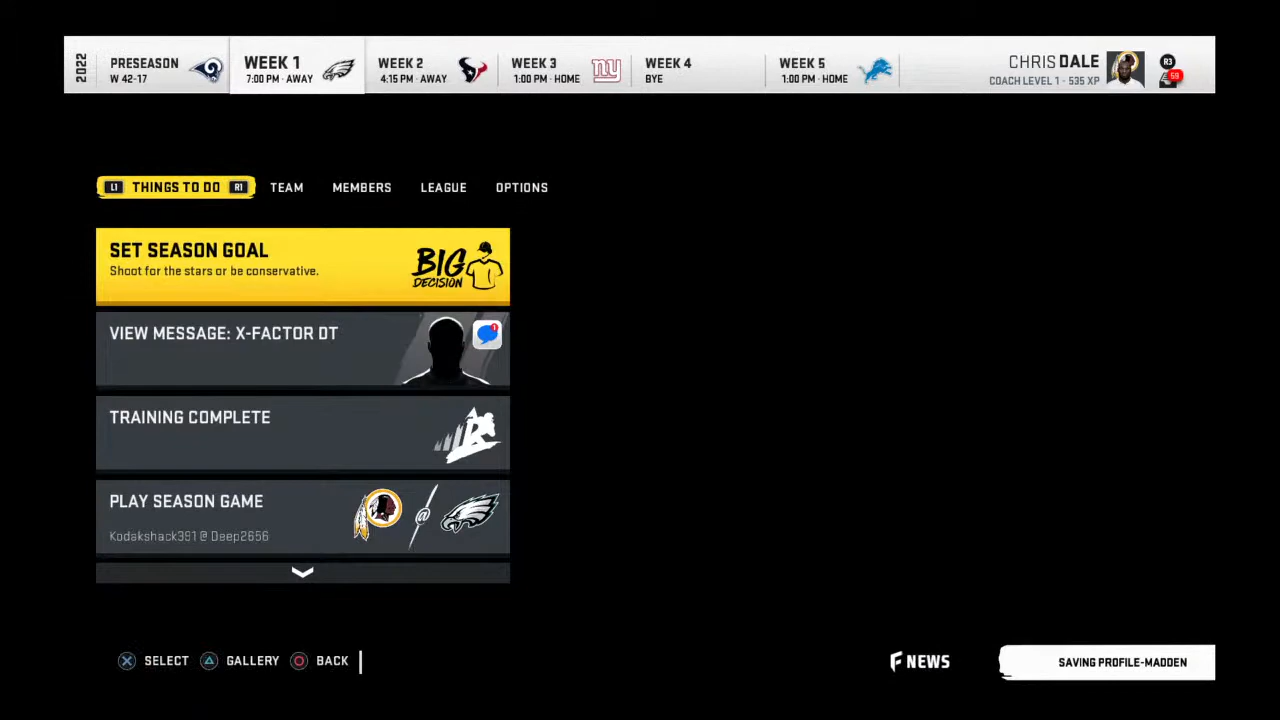 2022
PRESEASON
W 42-17
WEEK 1
7:00 PM · AWAY
WEEK 2
4:15 PM · AWAY
WEEK 3
1:00 PM · HOME
NY
WEEK 4
BYE
WEEK 5
1:00 PM · HOME
CHRIS DALE
COACH LEVEL 1 - 535 XP
R3
59
L1 THINGS TO DO R1
TEAM
MEMBERS
LEAGUE
OPTIONS
SET SEASON GOAL
Shoot for the stars or be conservative.
BIG
DECISION
VIEW MESSAGE: X-FACTOR DT
1
TRAINING COMPLETE
PLAY SEASON GAME
@
Kodakshack391 @ Deep2656
SELECT
GALLERY
BACK
F NEWS
SAVING PROFILE-MADDEN